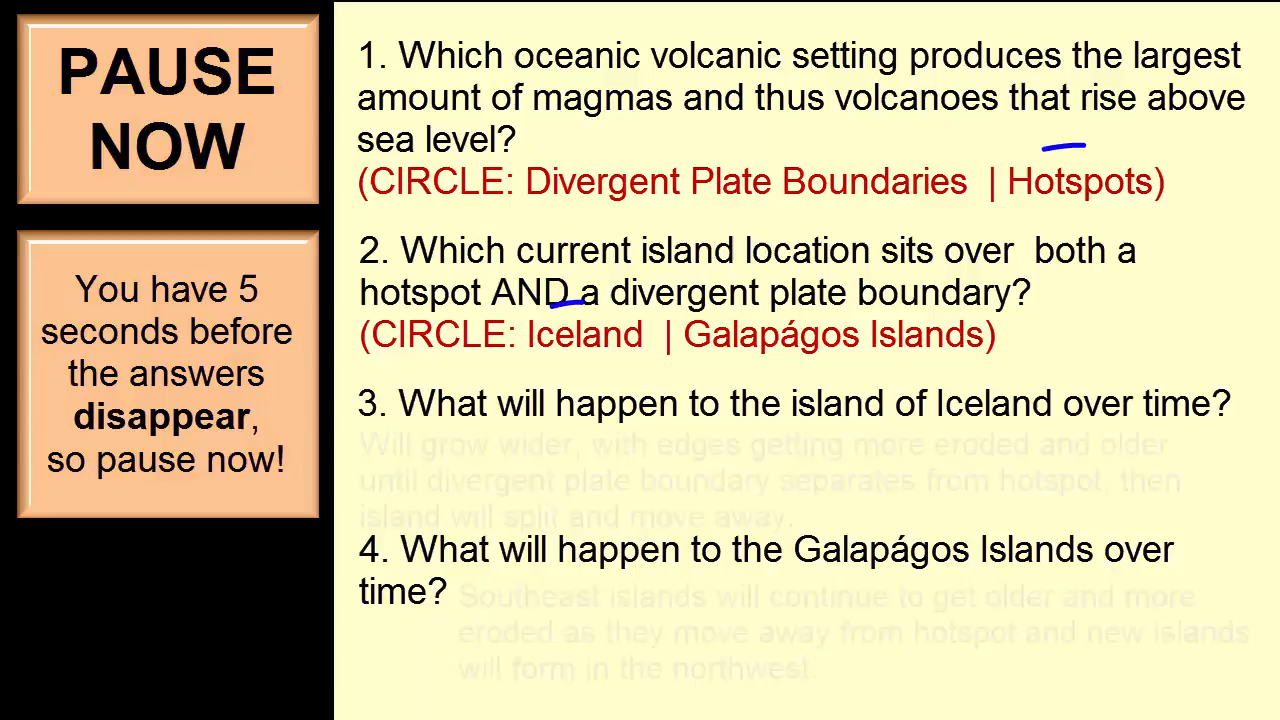 PAUSE
NOW
You have 5
seconds before
the answers
disappear,
so pause now!
1. Which oceanic volcanic setting produces the largest
amount of magmas and thus volcanoes that rise above
sea level?
(CIRCLE: Divergent Plate Boundaries | Hotspots)
2. Which current island location sits over both a
hotspot AND a divergent plate boundary?
(CIRCLE: Iceland | Galapágos Islands)
3. What will happen to the island of Iceland over time?
Will grow wider, with edges getting more eroded and older
until divergent plate boundary separates from hotspot, then
island will split and move away.
4. What will happen to the Galapágos Islands over
time?
Southeast islands will continue to get older and more
eroded as they move away from hotspot and new islands
will form in the northwest.